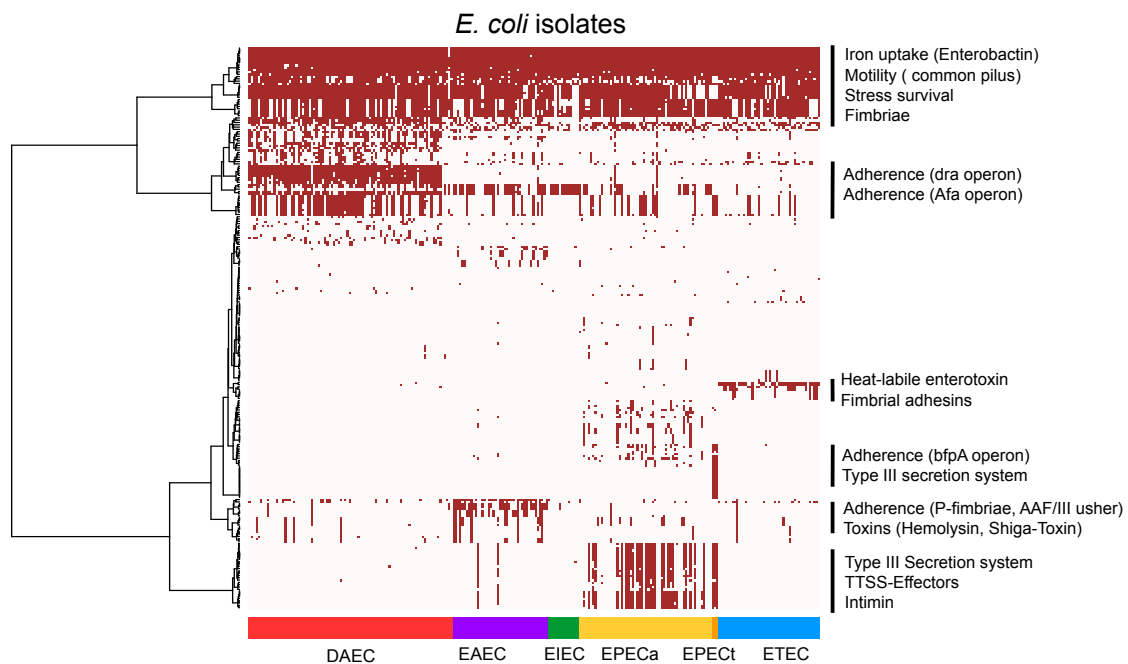 E. coli isolates
Iron uptake (Enterobactin)
Motility ( common pilus)
Stress survival
Fimbriae
Adherence (dra operon)
Adherence (Afa operon)
Heat-labile enterotoxin
Fimbrial adhesins
Adherence (bfpA operon)
Type III secretion system
Adherence (P-fimbriae, AAF/III usher)
Toxins (Hemolysin, Shiga-Toxin)
Type III Secretion system
TTSS-Effectors
Intimin
DAEC EAEC EIEC EPECa EPECt ETEC